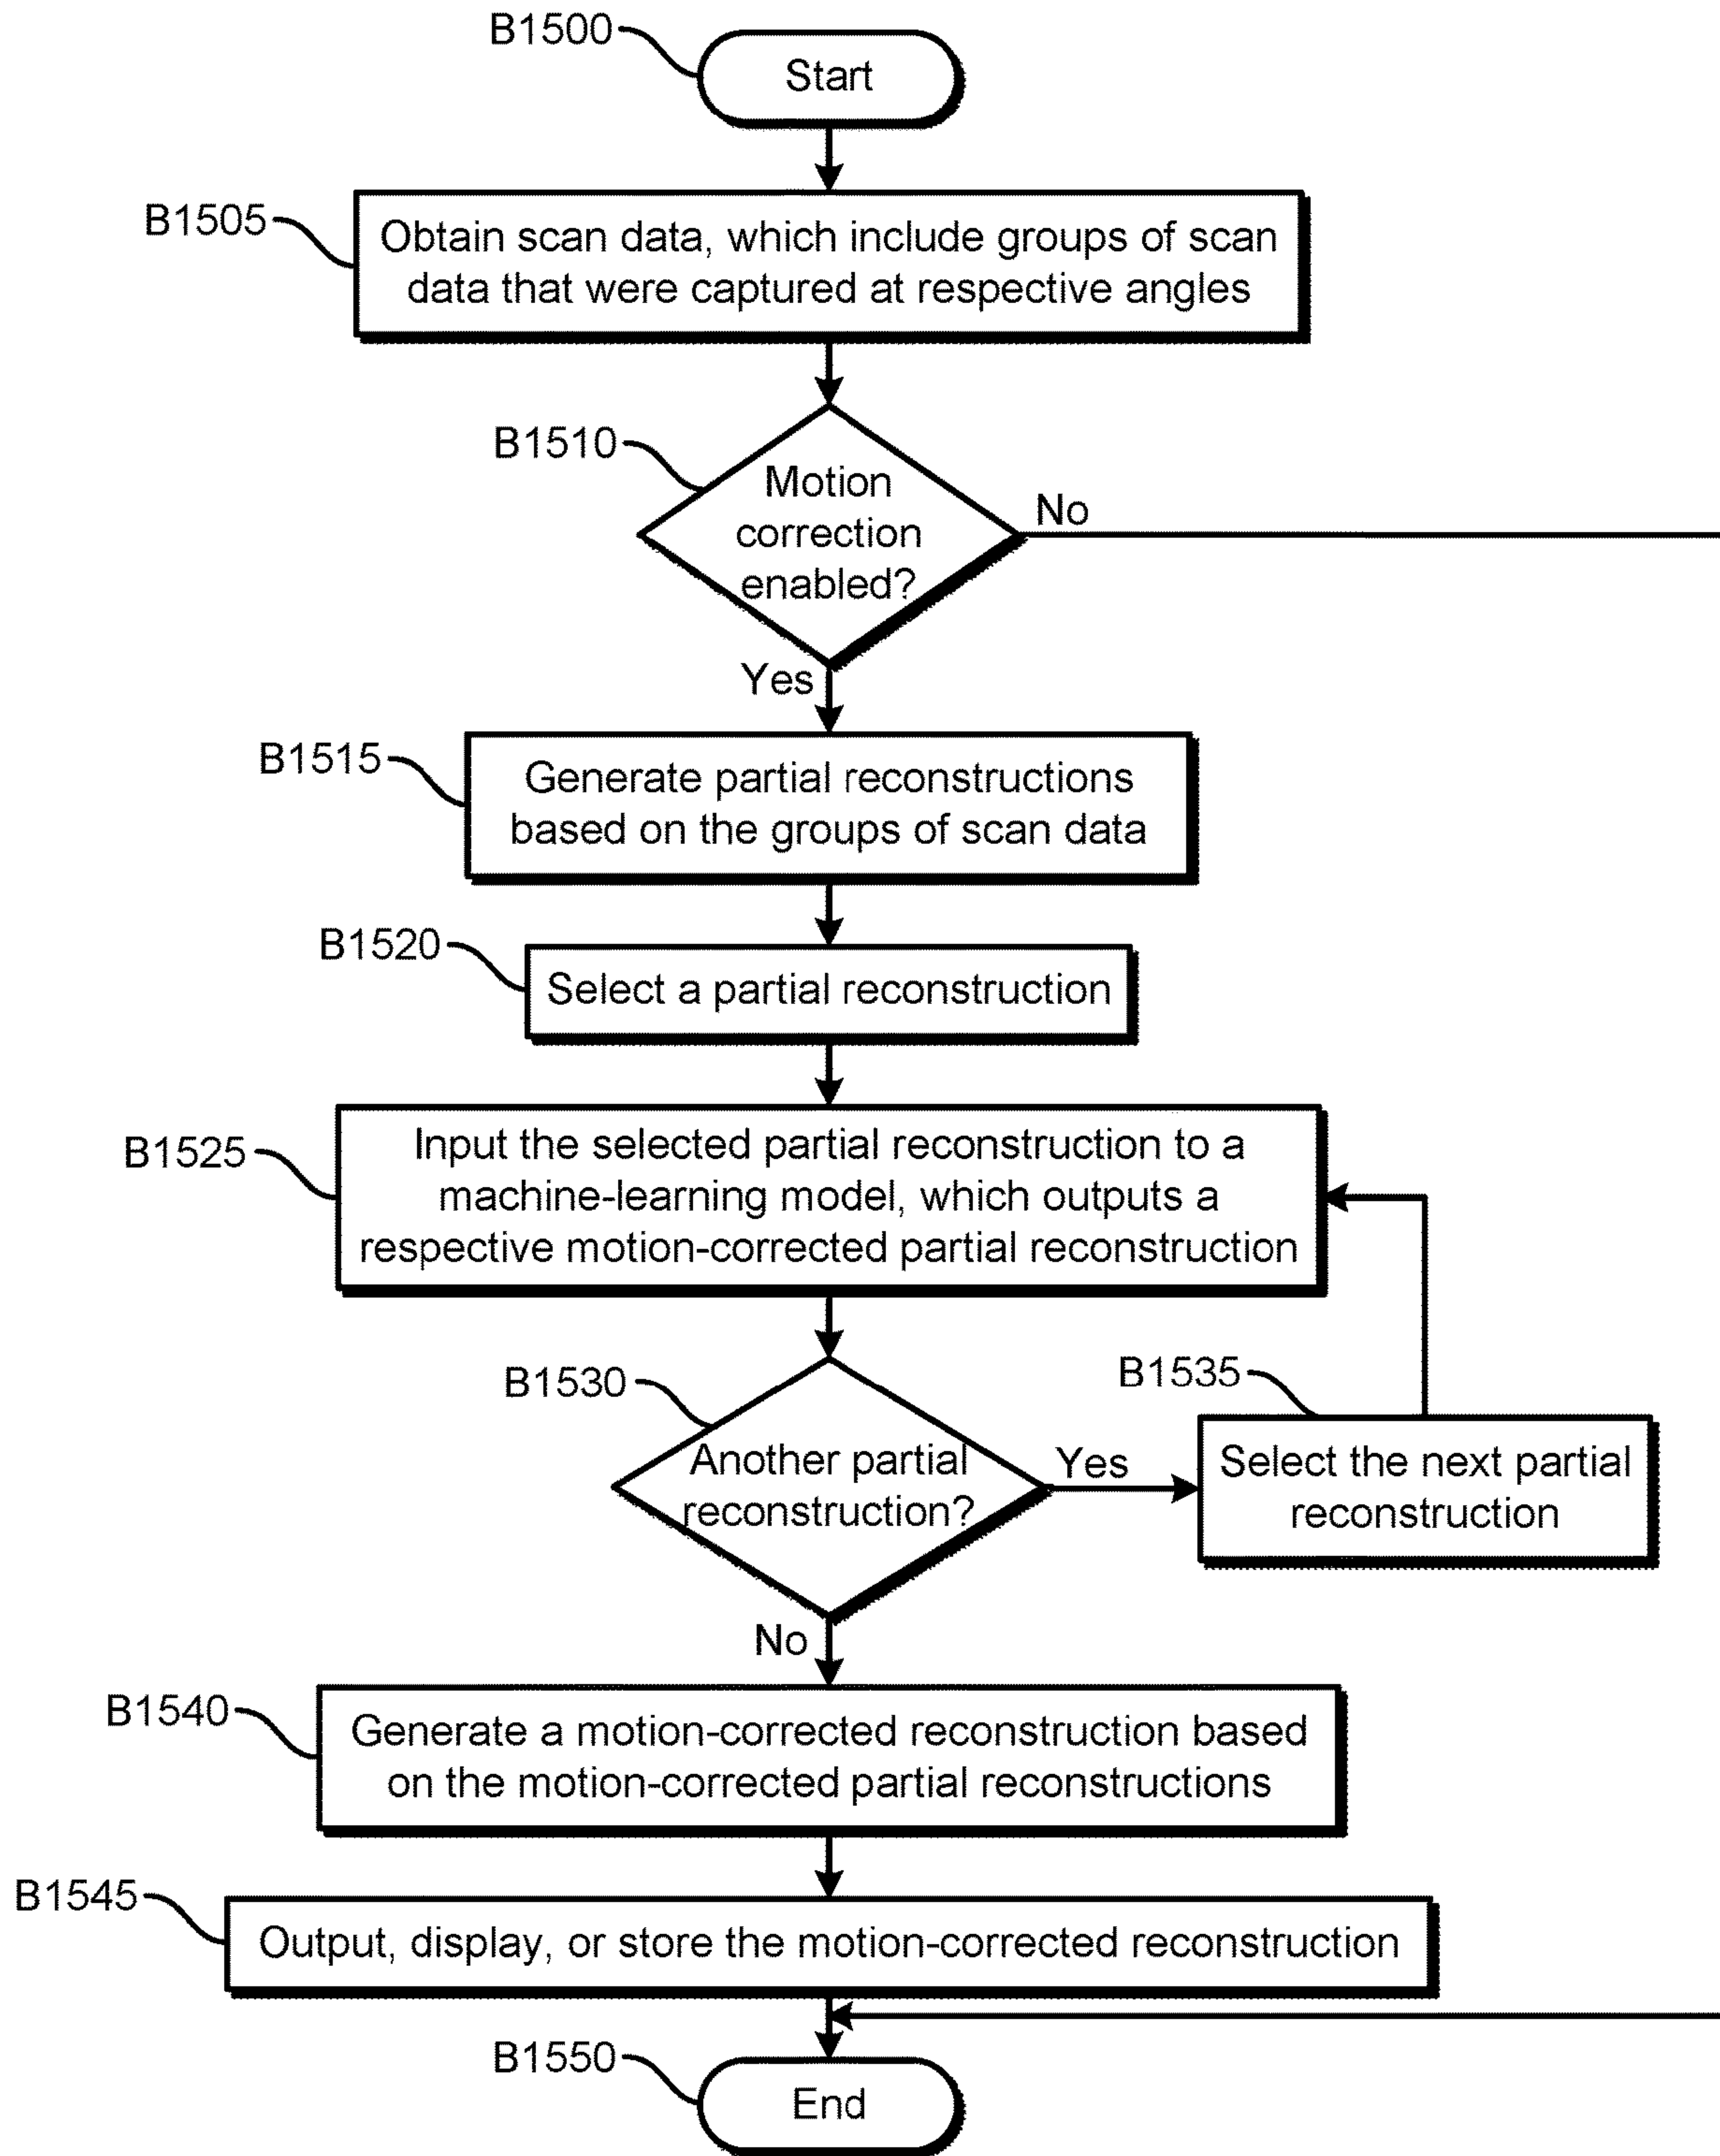 B1500
Start
B1505
Obtain scan data, which include groups of scan
data that were captured at respective angles
B1510
Motion
correction
enabled?
No
Yes
B1515
Generate partial reconstructions
based on the groups of scan data
B1520
Select a partial reconstruction
B1525
Input the selected partial reconstruction to a
machine-learning model, which outputs a
respective motion-corrected partial reconstruction
B1530
Another partial
reconstruction?
Yes
B1535
Select the next partial
reconstruction
No
B1540
Generate a motion-corrected reconstruction based
on the motion-corrected partial reconstructions
B1545
Output, display, or store the motion-corrected reconstruction
B1550
End